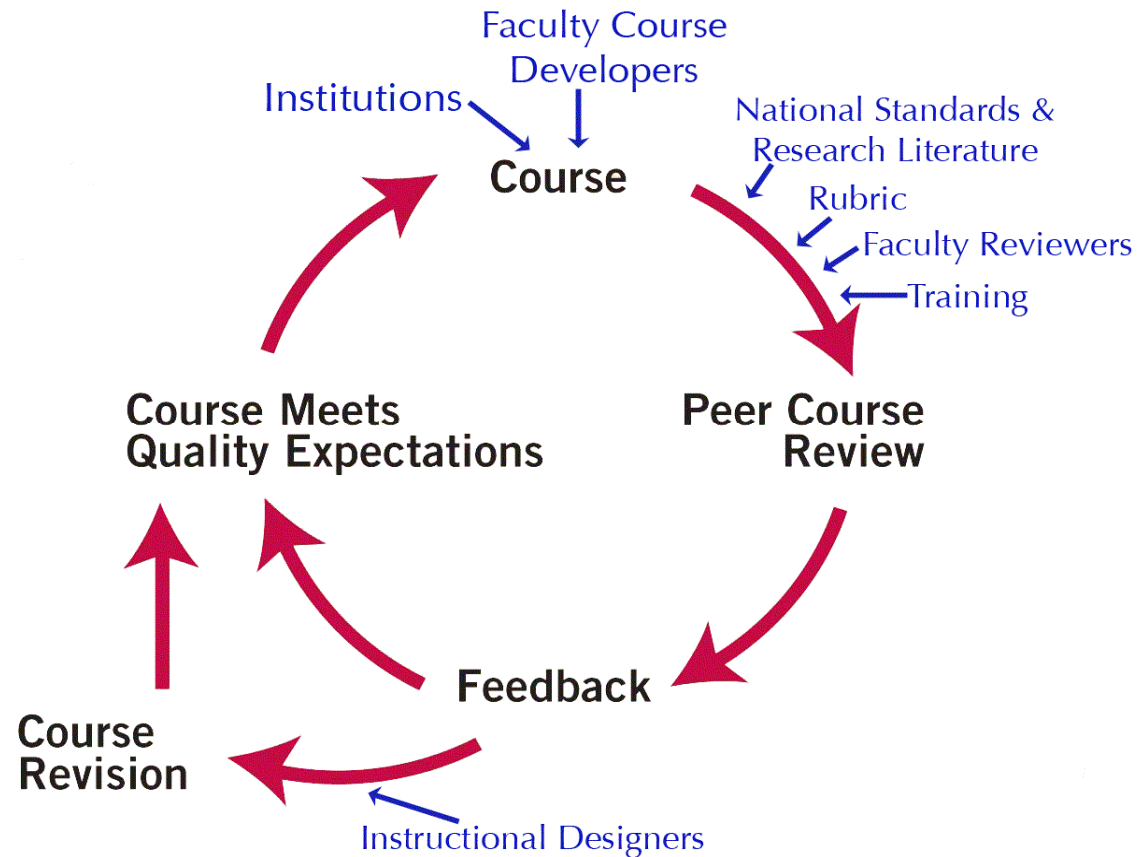 Faculty Course
Developers
Institutions
Course
National Standards &
Research Literature
Rubric
Faculty Reviewers
Training
Peer Course
Review
Course Meets
Quality Expectations
Feedback
Course
Revision
Instructional Designers